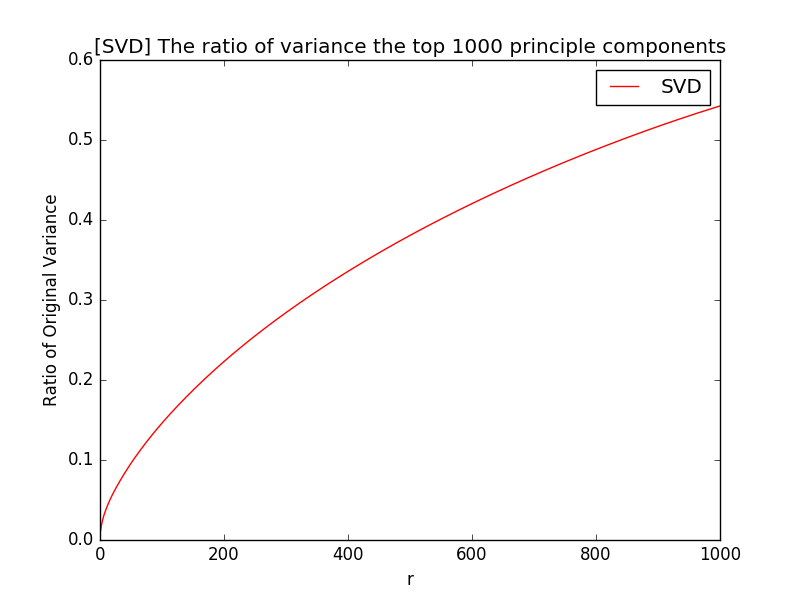 [SVD] The ratio of variance the top 1000 principle components
SVD
Ratio of Original Variance
0.6
0.5
0.4
0.3
0.2
0.1
0.0
0 200 400 600 800 1000
r